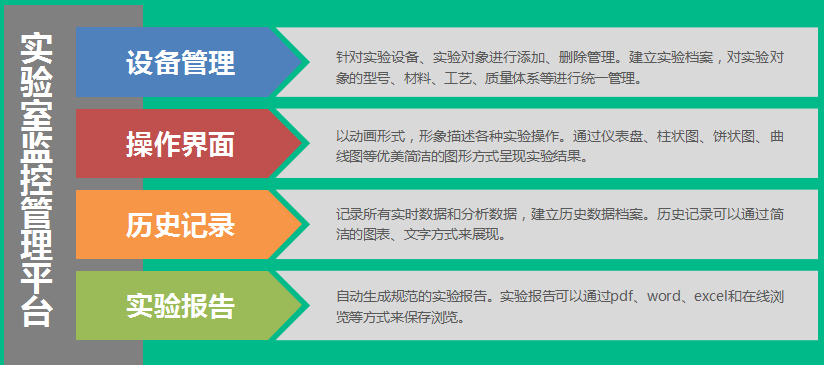 实验室监控管理平台
设备管理
针对实验设备、实验对象进行添加、删除管理。建立实验档案，对实验对
象的型号、材料、工艺、质量体系等进行统一管理。
操作界面
以动画形式，形象描述各种实验操作。通过仪表盘、柱状图、饼状图、曲
线图等优美简洁的图形方式呈现实验结果。
历史记录
记录所有实时数据和分析数据，建立历史数据档案。历史记录可以通过简
洁的图表、文字方式来展现。
实验报告
自动生成规范的实验报告。实验报告可以通过pdf、word、excel和在线浏
览等方式来保存浏览。